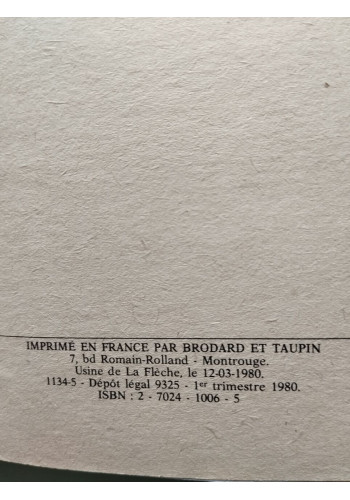 IMPRIMÉ EN FRANCE PAR BRODARD ET TAUPIN
7, bd Romain-Rolland - Montrouge.
Usine de La Flèche, le 12-03-1980.
1134-5 - Dépôt légal 9325 - 1er trimestre 1980.
ISBN : 2 - 7024 - 1006 - 5